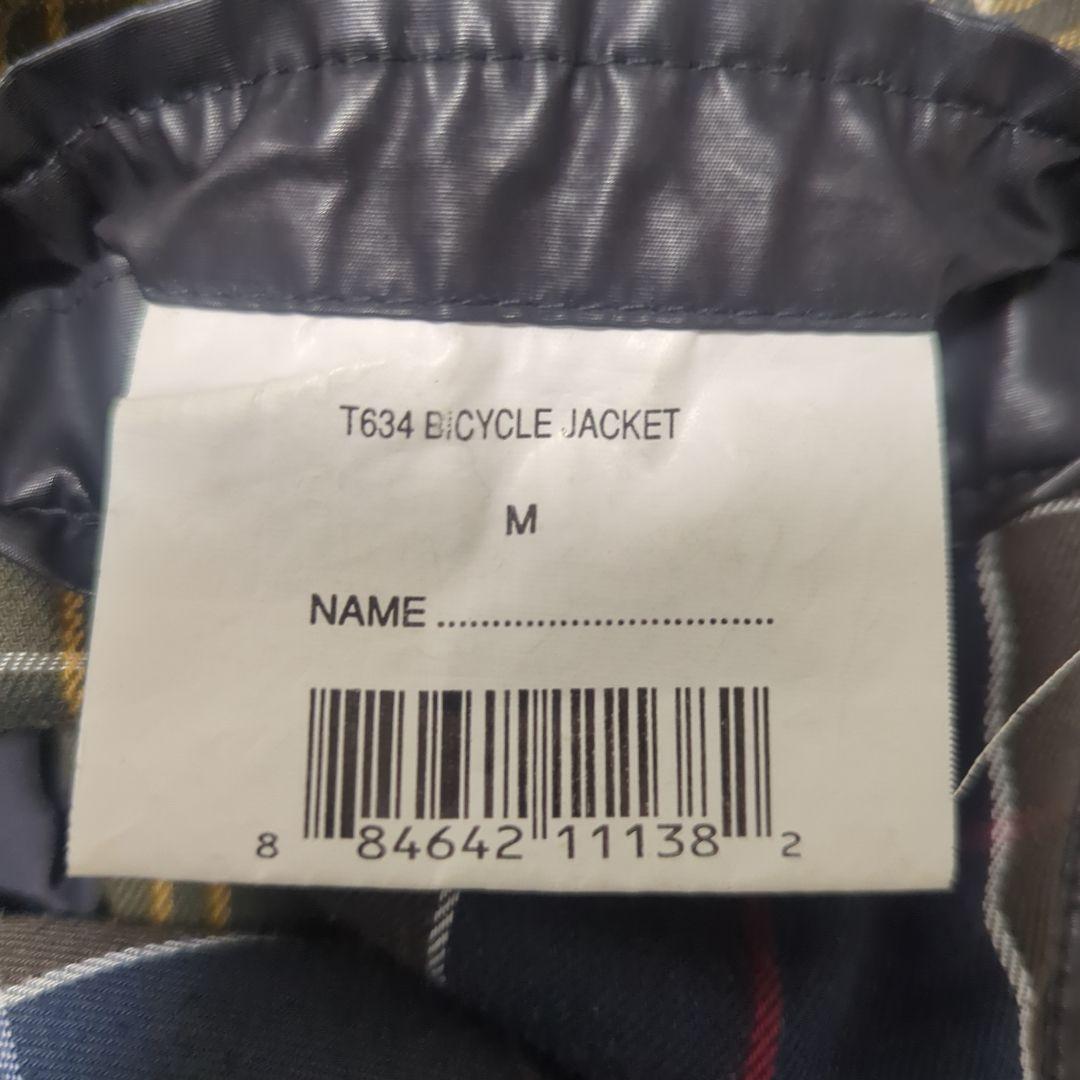 T634 BICYCLE JACKET
M
NAME ...............................
8 84642 11138 2